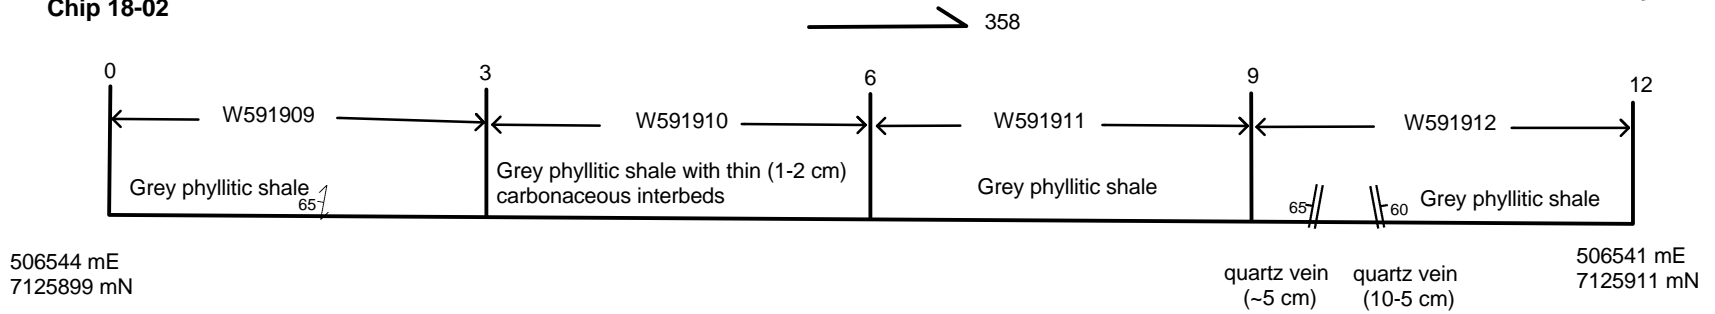 Chip 18-02
358
0
3
6
9
12
W591909
W591910
W591911
W591912
Grey phyllitic shale
65
Grey phyllitic shale with thin (1-2 cm)
carbonaceous interbeds
Grey phyllitic shale
65
60
Grey phyllitic shale
506544 mE
7125899 mN
quartz vein
(~5 cm)
quartz vein
(10-5 cm)
506541 mE
7125911 mN